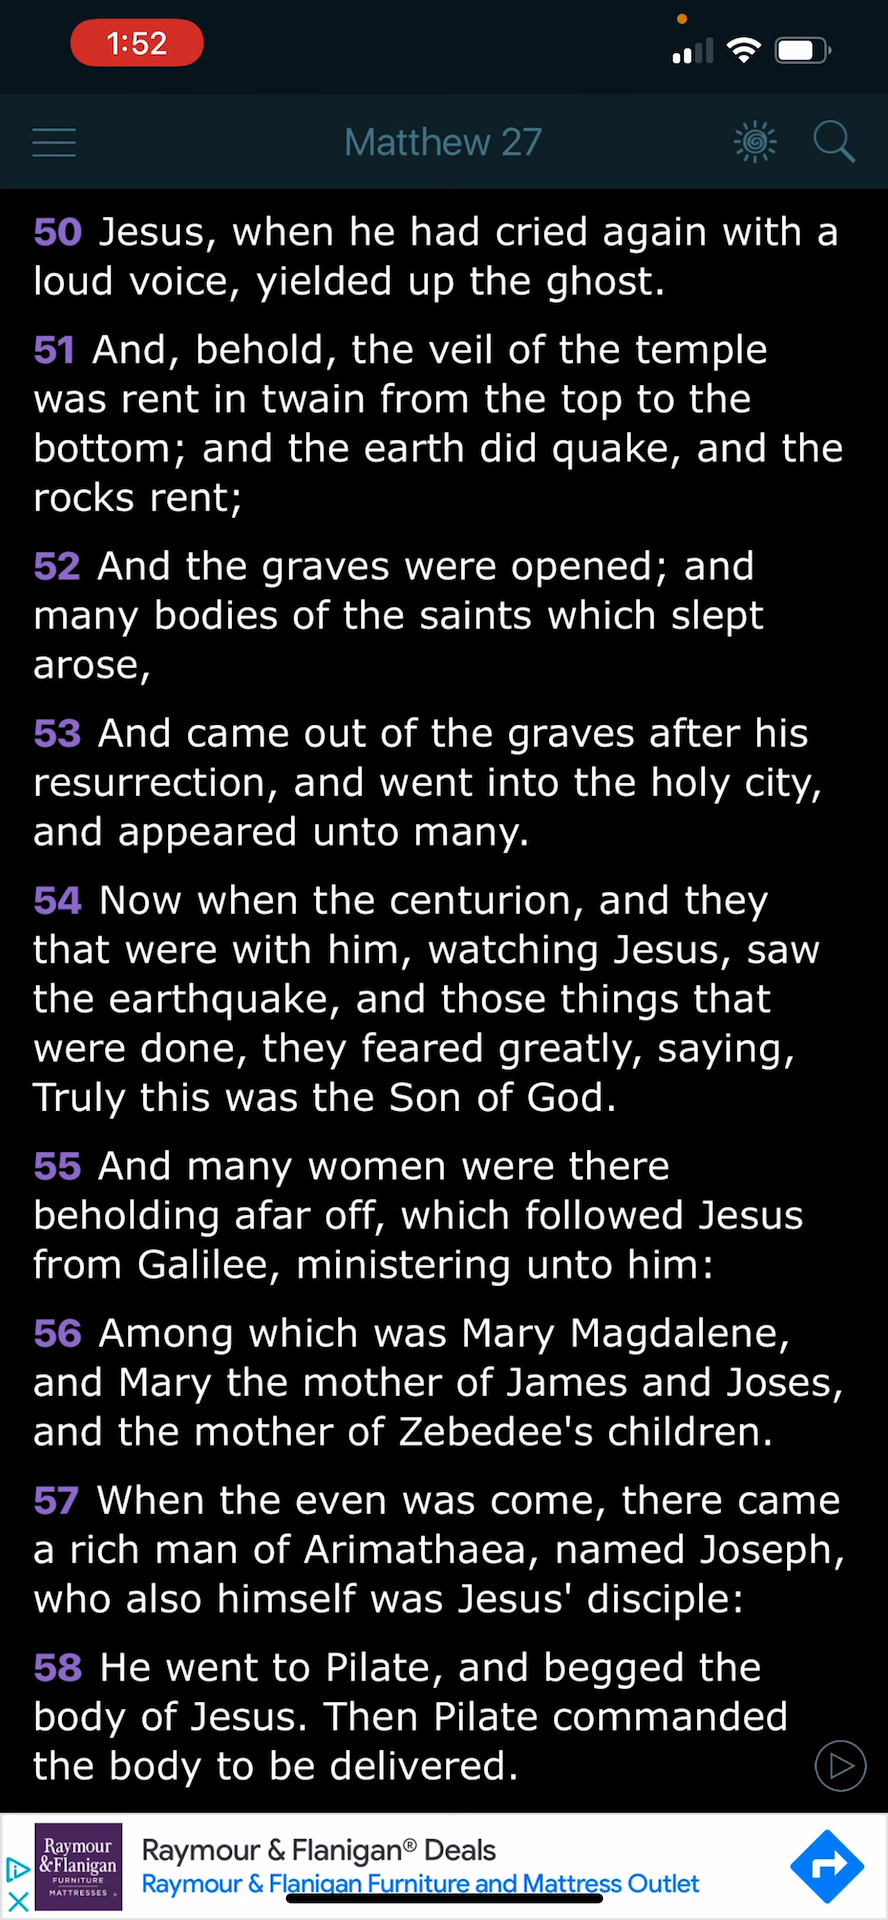 1:52
Matthew 27
50 Jesus, when he had cried again with a
loud voice, yielded up the ghost.
51 And, behold, the veil of the temple
was rent in twain from the top to the
bottom; and the earth did quake, and the
rocks rent;
52 And the graves were opened; and
many bodies of the saints which slept
arose,
53 And came out of the graves after his
resurrection, and went into the holy city,
and appeared unto many.
54 Now when the centurion, and they
that were with him, watching Jesus, saw
the earthquake, and those things that
were done, they feared greatly, saying,
Truly this was the Son of God.
55 And many women were there
beholding afar off, which followed Jesus
from Galilee, ministering unto him:
56 Among which was Mary Magdalene,
and Mary the mother of James and Joses,
and the mother of Zebedee's children.
57 When the even was come, there came
a rich man of Arimathaea, named Joseph,
who also himself was Jesus' disciple:
58 He went to Pilate, and begged the
body of Jesus. Then Pilate commanded
the body to be delivered.
Raymour
&Flanigan
FURNITURE
MATTRESSES
Raymour & Flanigan® Deals
Raymour & Flanigan Furniture and Mattress Outlet